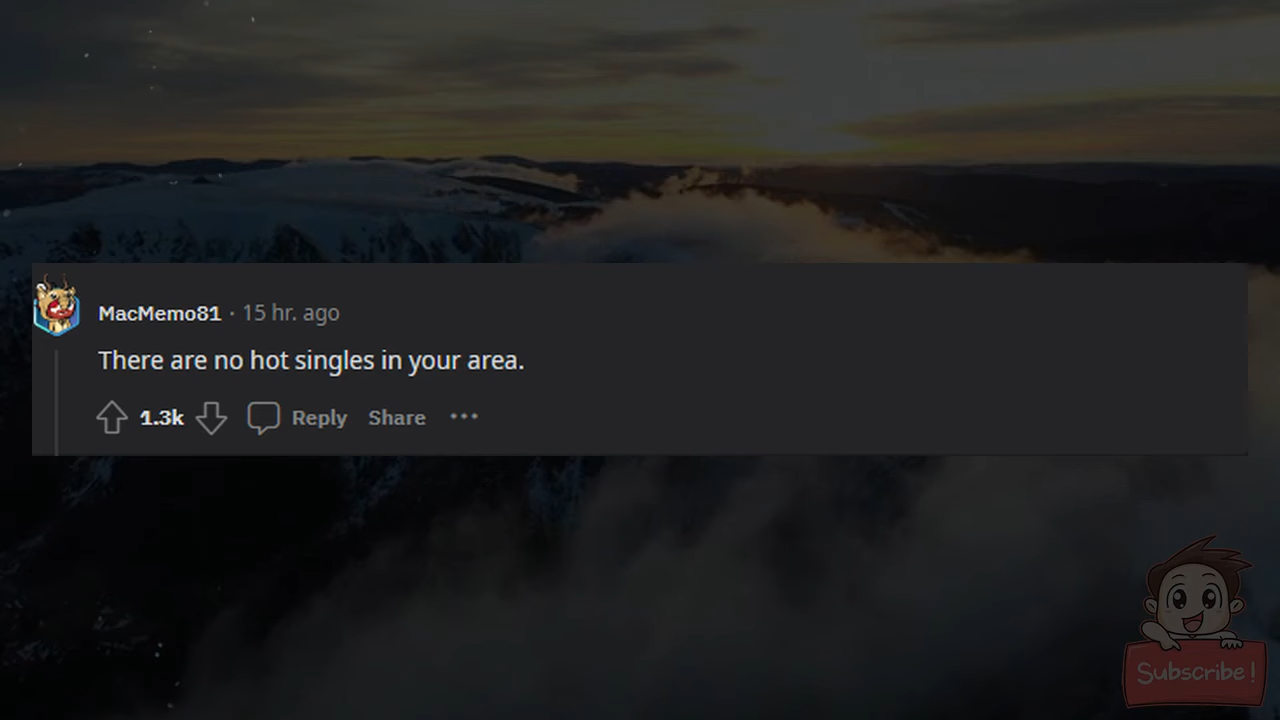 MacMemo81 · 15 hr. ago
There are no hot singles in your area.
1.3k Reply Share ···
Subscribe!